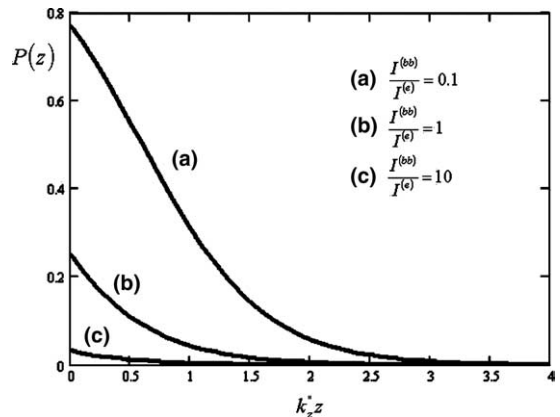 P(z)
0.8
0.6
0.4
0.2
0
(a) I^(bb)/I^(e) = 0.1
(b) I^(bb)/I^(e) = 1
(c) I^(bb)/I^(e) = 10
(a)
(b)
(c)
0 0.5 1 1.5 2 2.5 3 3.5 4
k_z^* z